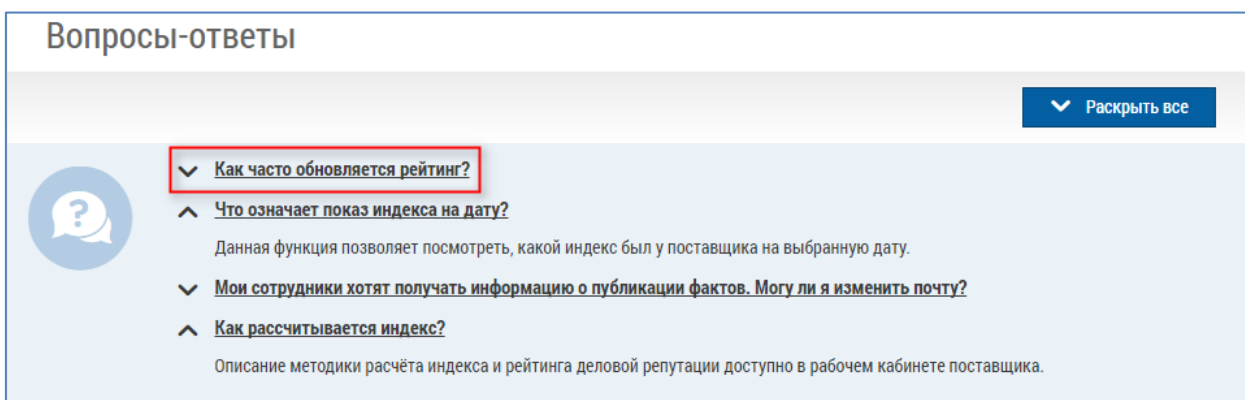 Вопросы-ответы
Раскрыть все
Как часто обновляется рейтинг?
Что означает показ индекса на дату?
Данная функция позволяет посмотреть, какой индекс был у поставщика на выбранную дату.
Мои сотрудники хотят получать информацию о публикации фактов. Могу ли я изменить почту?
Как рассчитывается индекс?
Описание методики расчёта индекса и рейтинга деловой репутации доступно в рабочем кабинете поставщика.